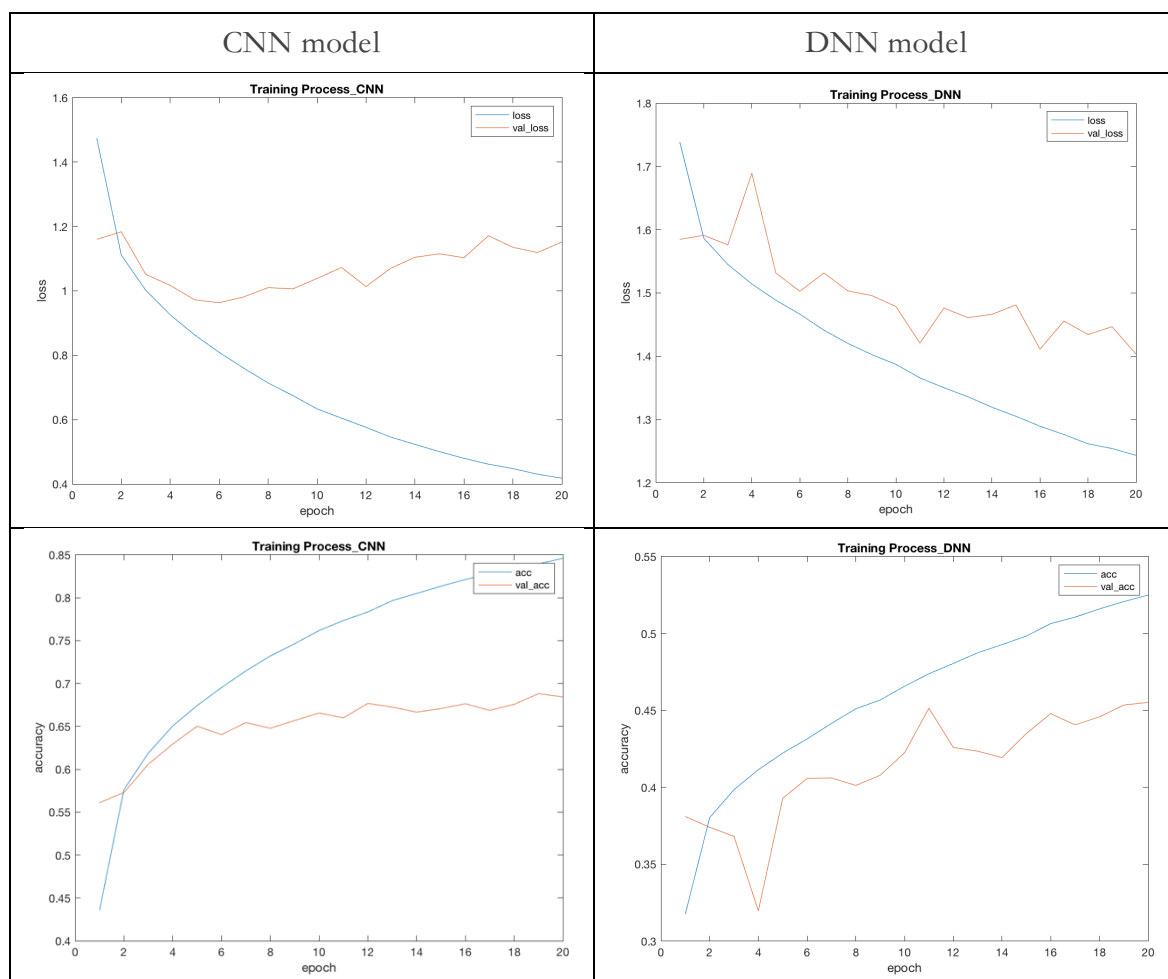 CNN model
DNN model
Training Process_CNN
1.6
1.4
1.2
1
0.8
0.6
0.4
loss
0 2 4 6 8 10 12 14 16 18 20
epoch
loss
val_loss
Training Process_DNN
1.8
1.7
1.6
1.5
1.4
1.3
1.2
loss
0 2 4 6 8 10 12 14 16 18 20
epoch
loss
val_loss
Training Process_CNN
0.85
0.8
0.75
0.7
0.65
0.6
0.55
0.5
0.45
0.4
accuracy
0 2 4 6 8 10 12 14 16 18 20
epoch
acc
val_acc
Training Process_DNN
0.55
0.5
0.45
0.4
0.35
0.3
accuracy
0 2 4 6 8 10 12 14 16 18 20
epoch
acc
val_acc